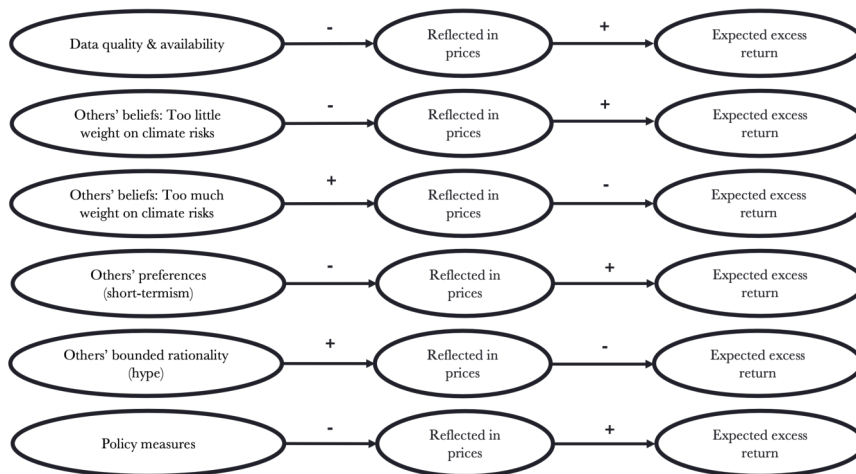 Data quality & availability
-
Reflected in
prices
+
Expected excess
return
Others' beliefs: Too little
weight on climate risks
-
Reflected in
prices
+
Expected excess
return
Others' beliefs: Too much
weight on climate risks
+
Reflected in
prices
-
Expected excess
return
Others' preferences
(short-termism)
-
Reflected in
prices
+
Expected excess
return
Others' bounded rationality
(hype)
+
Reflected in
prices
-
Expected excess
return
Policy measures
-
Reflected in
prices
+
Expected excess
return